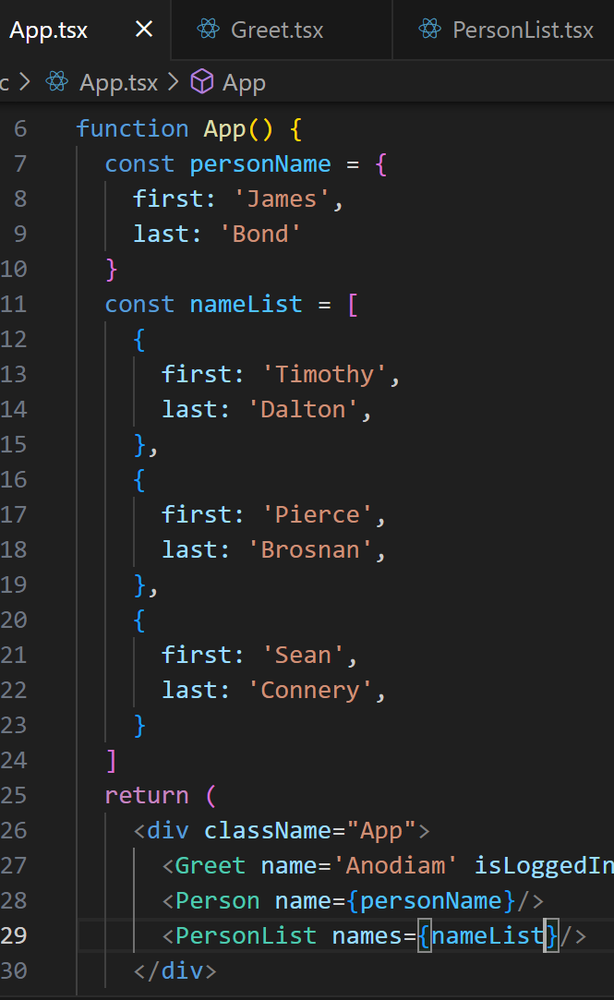 App.tsx Greet.tsx PersonList.tsx
c > App.tsx > App
6 function App() {
7 const personName = {
8 first: 'James',
9 last: 'Bond'
10 }
11 const nameList = [
12 {
13 first: 'Timothy',
14 last: 'Dalton',
15 },
16 {
17 first: 'Pierce',
18 last: 'Brosnan',
19 },
20 {
21 first: 'Sean',
22 last: 'Connery',
23 }
24 ]
25 return (
26 <div className="App">
27 <Greet name='Anodiam' isLoggedIn
28 <Person name={personName}/>
29 <PersonList names={nameList}/>
30 </div>